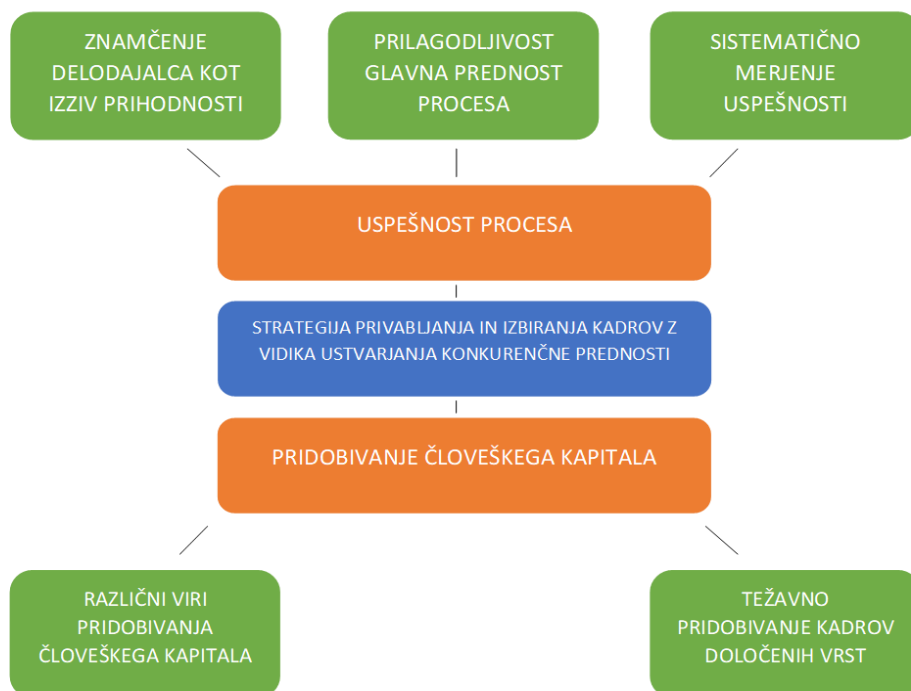 ZNAMČENJE
DELODAJALCA KOT
IZZIV PRIHODNOSTI
PRILAGODLJIVOST
GLAVNA PREDNOST
PROCESA
SISTEMATIČNO
MERJENJE
USPEŠNOSTI
USPEŠNOST PROCESA
STRATEGIJA PRIVABLJANJA IN IZBIRANJA KADROV Z
VIDIKA USTVARJANJA KONKURENČNE PREDNOSTI
PRIDOBIVANJE ČLOVEŠKEGA KAPITALA
RAZLIČNI VIRI
PRIDOBIVANJA
ČLOVEŠKEGA KAPITALA
TEŽAVNO
PRIDOBIVANJE KADROV
DOLOČENIH VRST